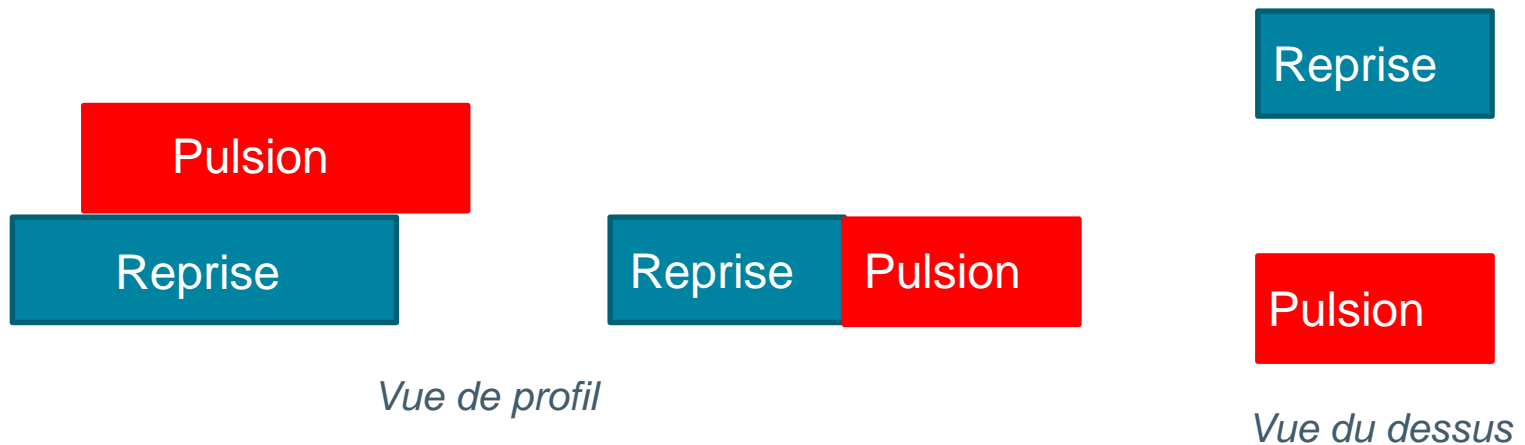 Pulsion
Reprise
Reprise
Pulsion
Vue de profil
Reprise
Pulsion
Vue du dessus